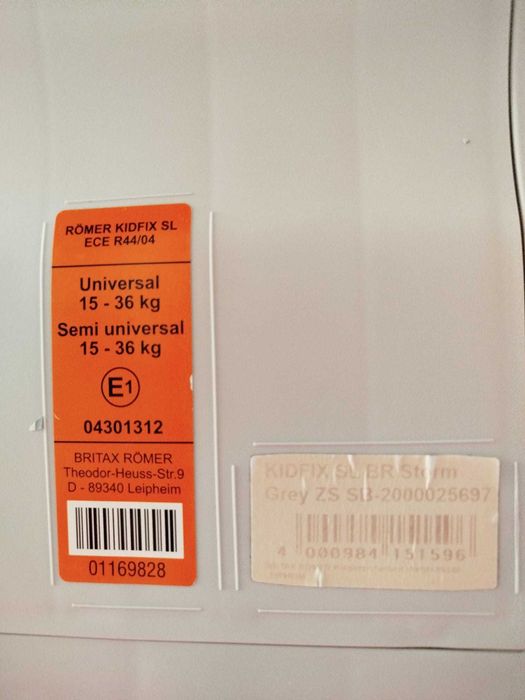 RÖMER KIDFIX SL
ECE R44/04
Universal
15 - 36 kg
Semi universal
15 - 36 kg
E1
04301312
BRITAX RÖMER
Theodor-Heuss-Str.9
D - 89340 Leipheim
01169828
KIDFIX SL BR Storm
Grey ZS SB-2000025697
4 000984 151596